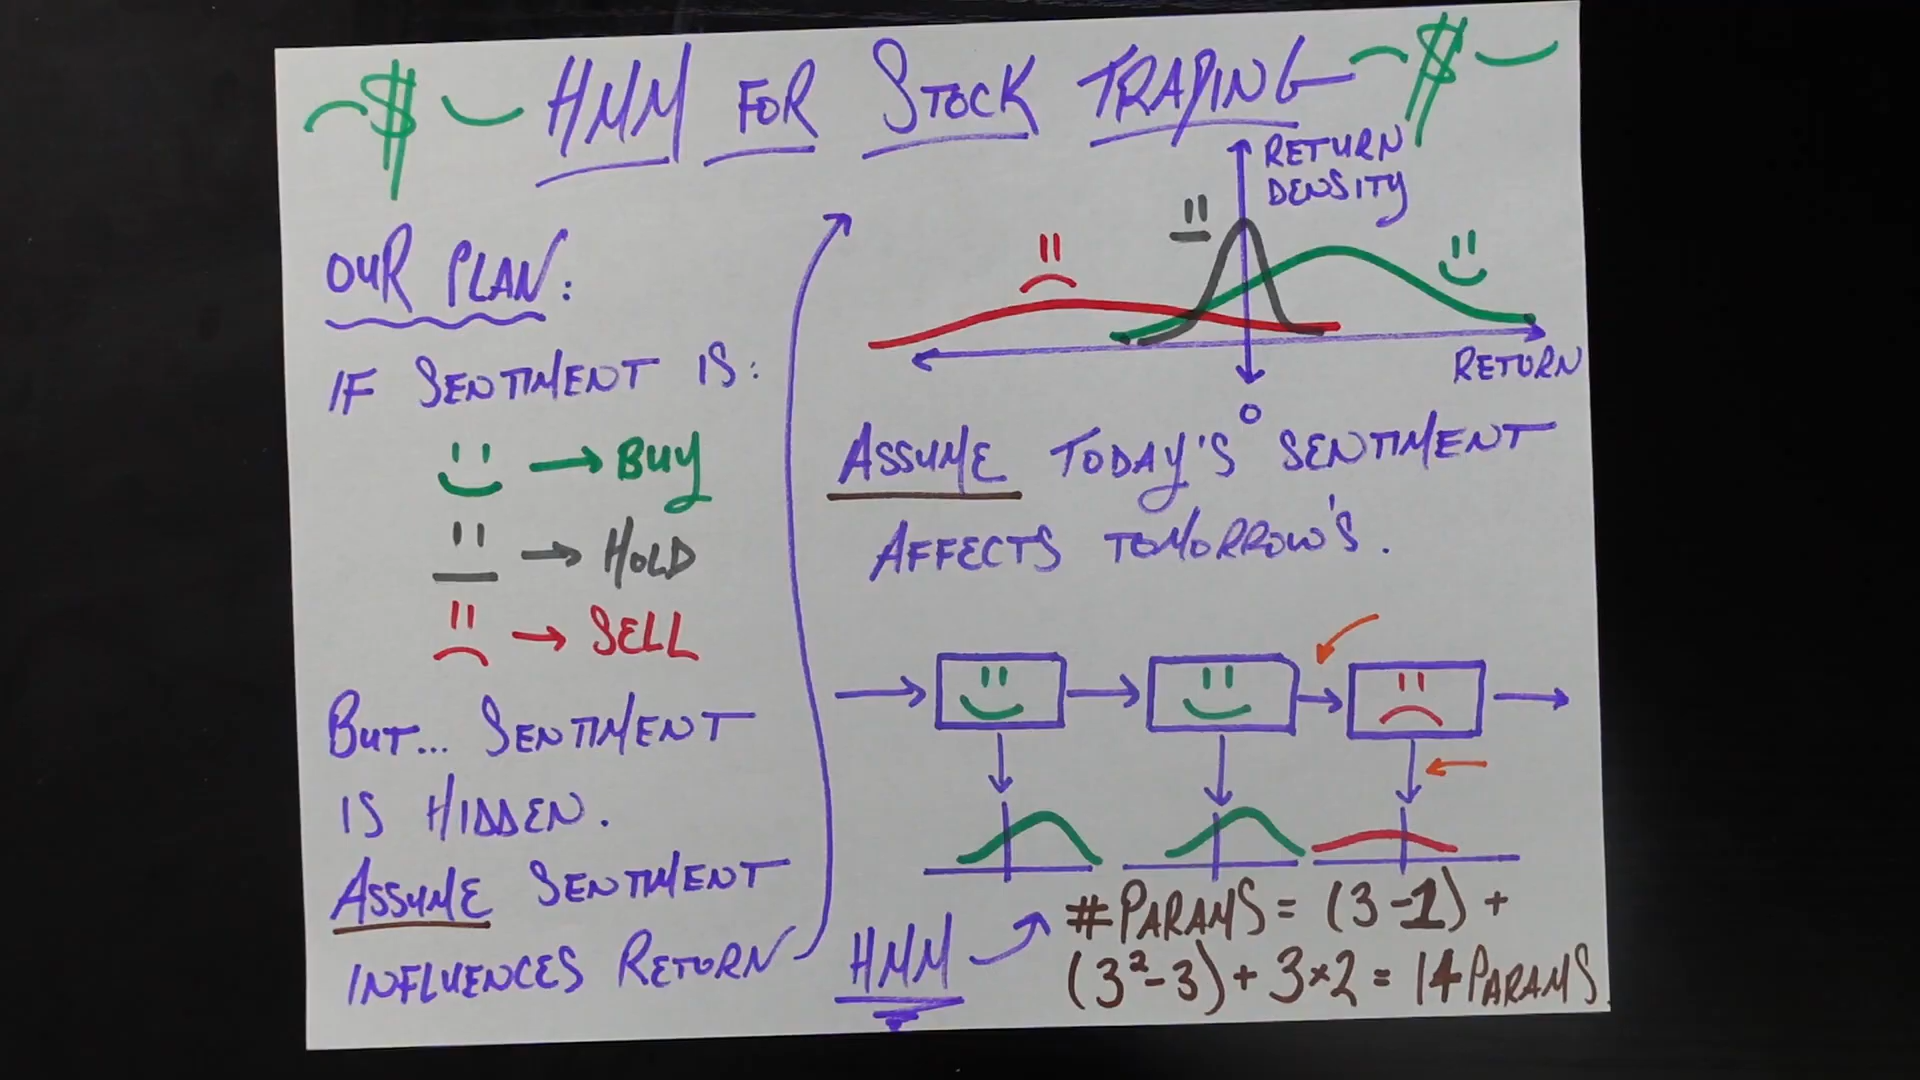 $ HMM FOR STOCK TRADING $
OUR PLAN:
IF SENTIMENT IS:
→ BUY
→ HOLD
→ SELL
BUT... SENTIMENT
IS HIDDEN.
ASSUME SENTIMENT
INFLUENCES RETURN
RETURN
DENSITY
RETURN
0
ASSUME TODAY'S SENTIMENT
AFFECTS TOMORROW'S.
HMM
#PARAMS = (3-1) +
(3²-3) + 3×2 = 14 PARAMS.